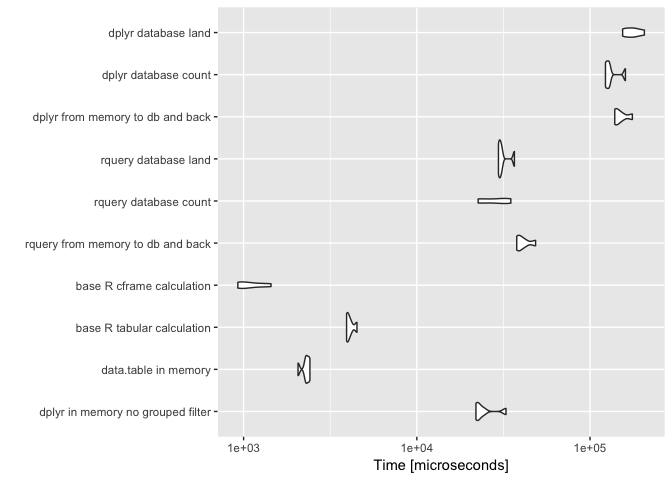 dplyr database land
dplyr database count
dplyr from memory to db and back
rquery database land
rquery database count
rquery from memory to db and back
base R cframe calculation
base R tabular calculation
data.table in memory
dplyr in memory no grouped filter
1e+03 1e+04 1e+05
Time [microseconds]